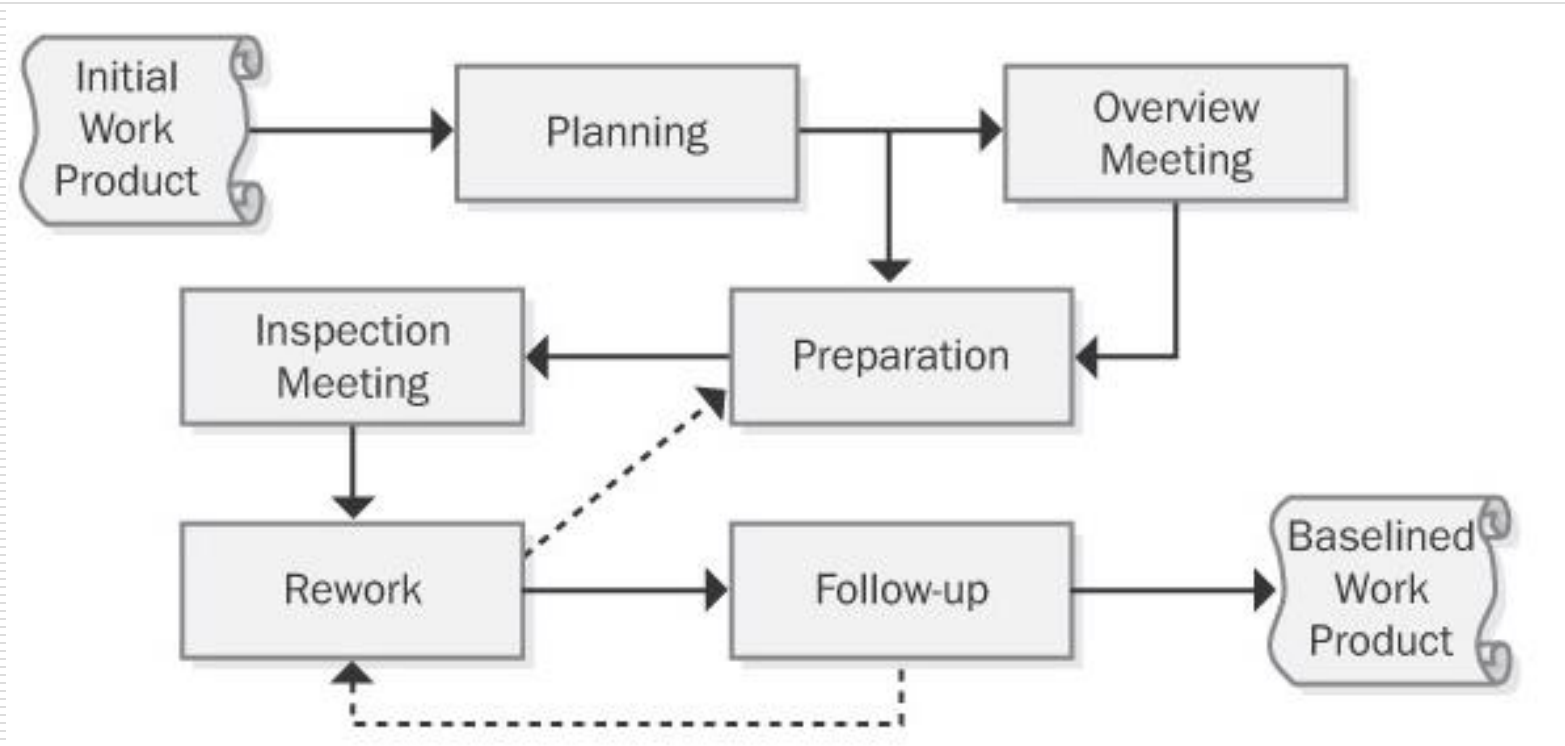 Initial
Work
Product
Planning
Overview
Meeting
Inspection
Meeting
Preparation
Rework
Follow-up
Baselined
Work
Product